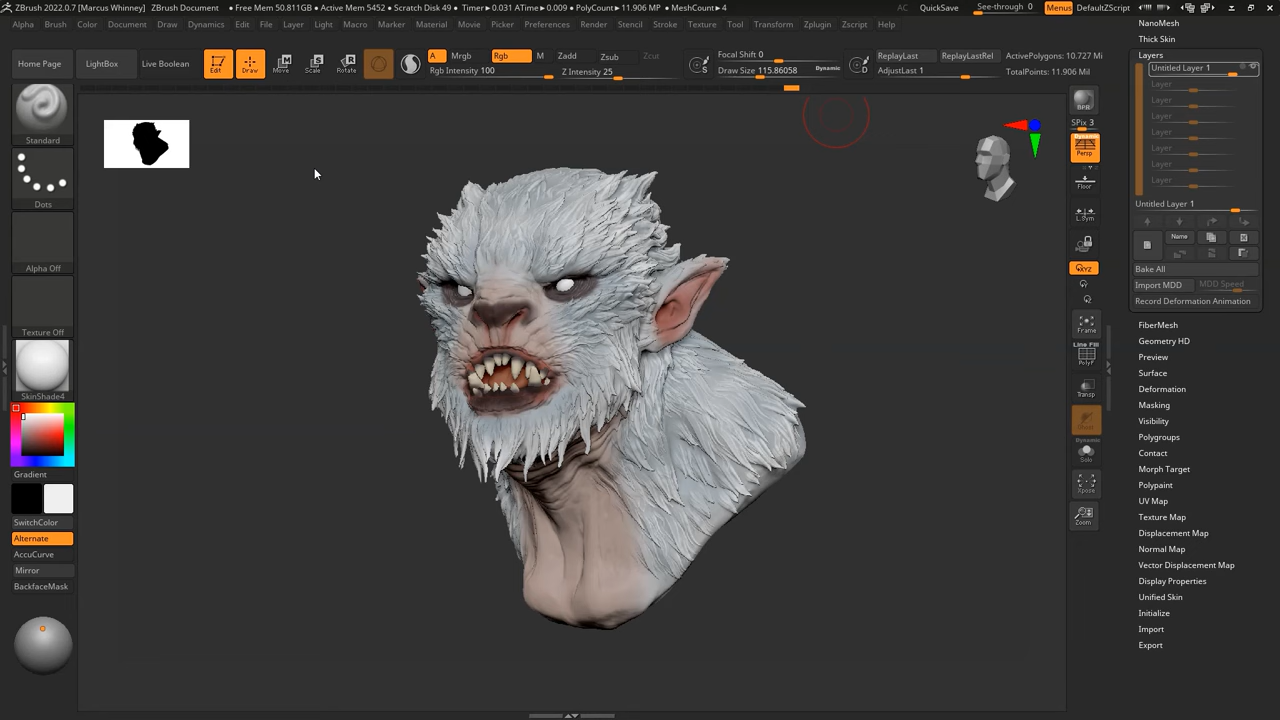 ZBrush 2022.0.7 [Marcus Whinney] ZBrush Document • Free Mem 50.811GB • Active Mem 5452 • Scratch Disk 49 • Timer►0.031 ATime►0.009 • PolyCount►11.906 MP • MeshCount►4
AC QuickSave See-through 0 Menus DefaultZScript
Alpha Brush Color Document Draw Dynamics Edit File Layer Light Macro Marker Material Movie Picker Preferences Render Stencil Stroke Texture Tool Transform Zplugin Zscript Help
Home Page LightBox Live Boolean Edit Draw Move Scale Rotate
A Mrgb Rgb M Zadd Zsub Zcut
Rgb Intensity 100 Z Intensity 25
Focal Shift 0
Draw Size 115.86058 Dynamic
S
D
ReplayLast ReplayLastRel ActivePolygons: 10.727 Mi
AdjustLast 1 TotalPoints: 11.906 Mil
Standard
Dots
Alpha Off
Texture Off
SkinShade4
Gradient
SwitchColor
Alternate
AccuCurve
Mirror
BackfaceMask
BPR
SPix 3
Dynamic
Persp
Floor
L.Sym
XYZ
Frame
Line Fill
PolyF
Transp
Dynamic
Solo
Xpose
Zoom
NanoMesh
Thick Skin
Layers
Untitled Layer 1
Layer
Layer
Layer
Layer
Layer
Layer
Layer
Untitled Layer 1
Name
Bake All
Import MDD MDD Speed
Record Deformation Animation
FiberMesh
Geometry HD
Preview
Surface
Deformation
Masking
Visibility
Polygroups
Contact
Morph Target
Polypaint
UV Map
Texture Map
Displacement Map
Normal Map
Vector Displacement Map
Display Properties
Unified Skin
Initialize
Import
Export